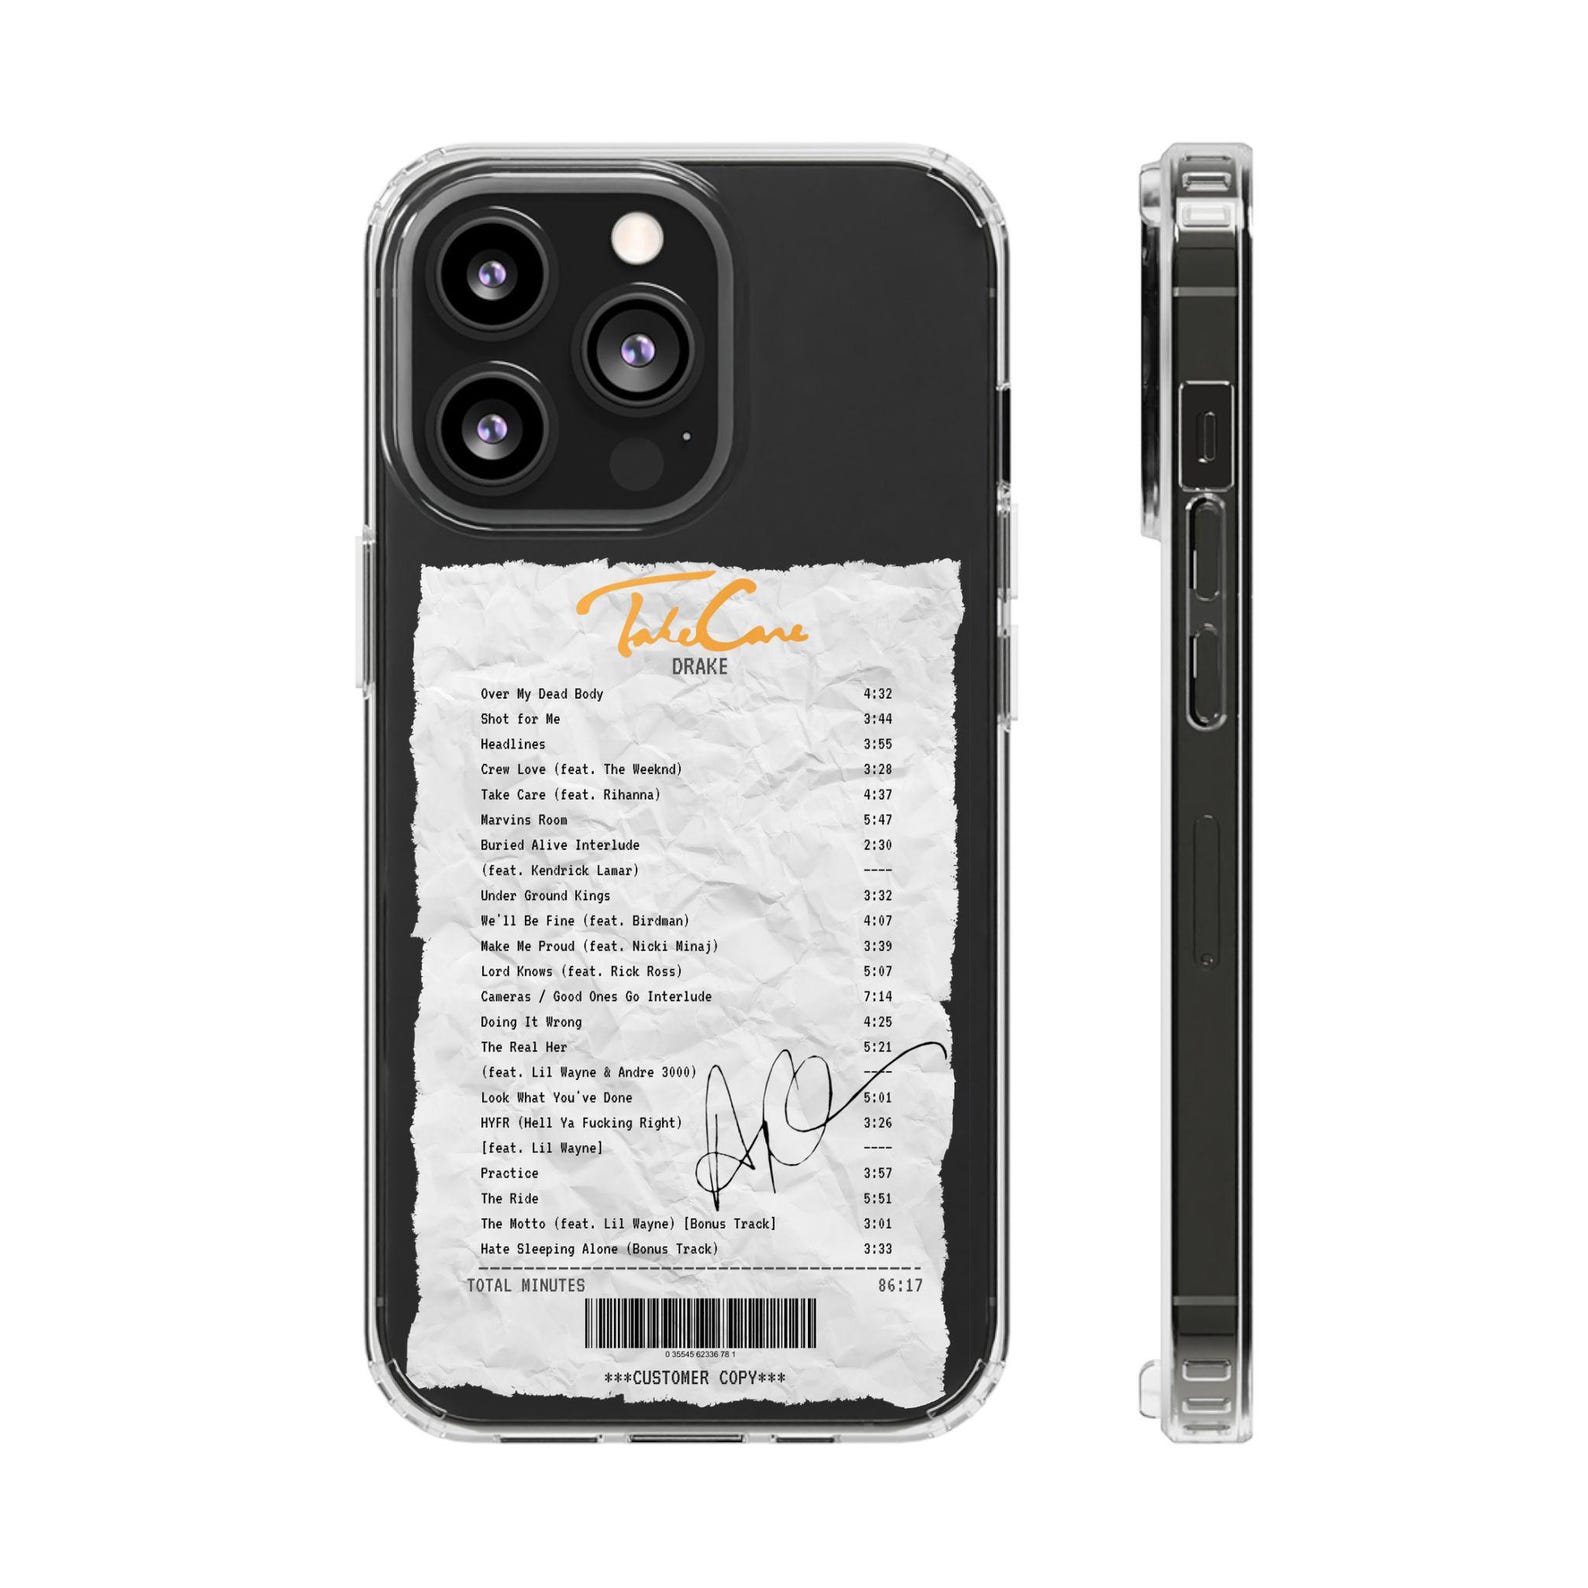 Take Care
DRAKE
Over My Dead Body 4:32
Shot for Me 3:44
Headlines 3:55
Crew Love (feat. The Weeknd) 3:28
Take Care (feat. Rihanna) 4:37
Marvins Room 5:47
Buried Alive Interlude 2:30
(feat. Kendrick Lamar) ----
Under Ground Kings 3:32
We'll Be Fine (feat. Birdman) 4:07
Make Me Proud (feat. Nicki Minaj) 3:39
Lord Knows (feat. Rick Ross) 5:07
Cameras / Good Ones Go Interlude 7:14
Doing It Wrong 4:25
The Real Her 5:21
(feat. Lil Wayne & Andre 3000) ----
Look What You've Done 5:01
HYFR (Hell Ya Fucking Right) 3:26
[feat. Lil Wayne] ----
Practice 3:57
The Ride 5:51
The Motto (feat. Lil Wayne) [Bonus Track] 3:01
Hate Sleeping Alone (Bonus Track) 3:33
TOTAL MINUTES 86:17
0 35545 62336 78 1
***CUSTOMER COPY***